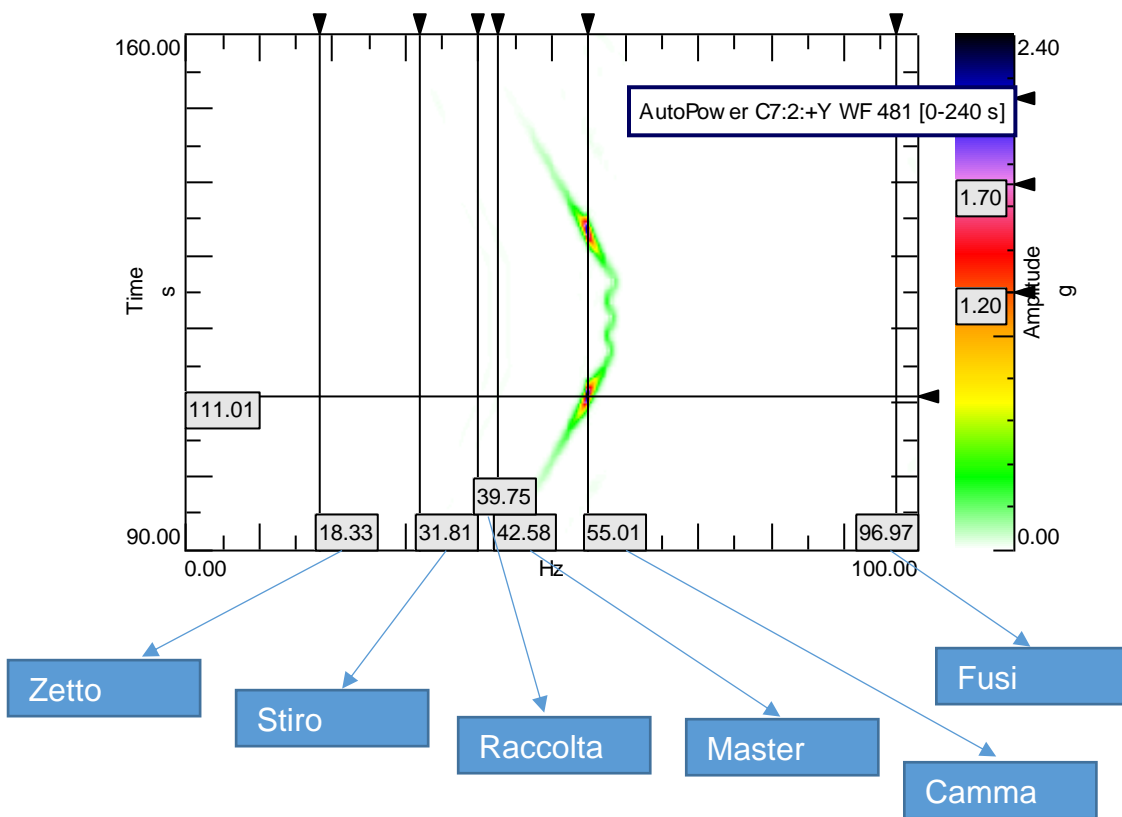 160.00
2.40
AutoPower C7:2:+Y WF 481 [0-240 s]
1.70
Time
s
Amplitude
g
1.20
111.01
39.75
90.00
18.33
31.81
42.58
55.01
96.97
0.00
0.00
Hz
100.00
Zetto
Stiro
Raccolta
Master
Fusi
Camma